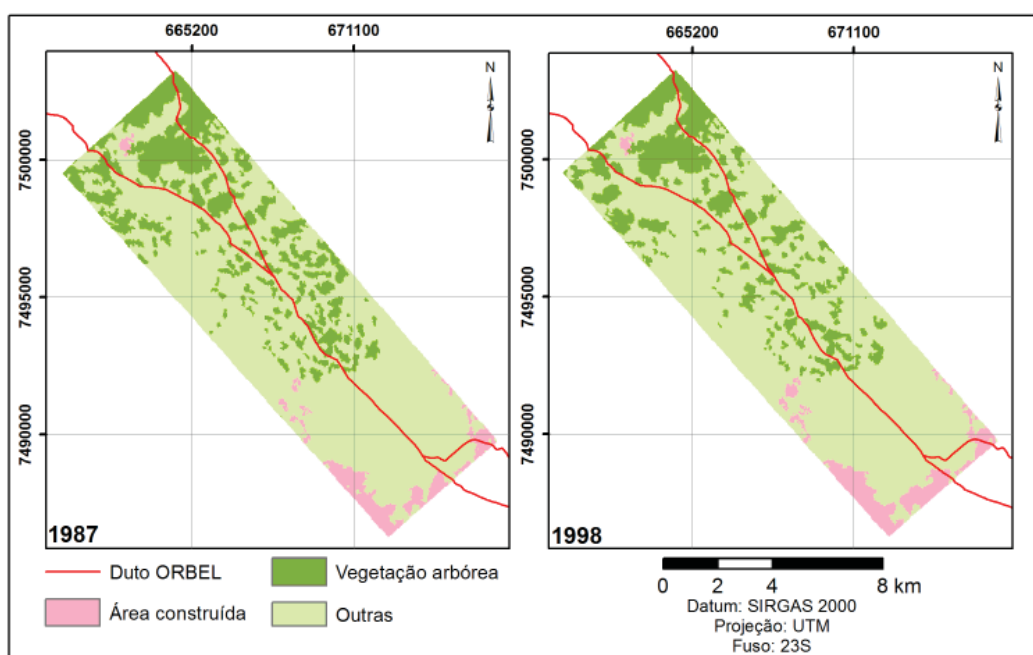 665200 671100
N
7500000
7495000
7490000
1987
665200 671100
N
7500000
7495000
7490000
1998
Duto ORBEL
Vegetação arbórea
Área construída
Outras
0 2 4 8 km
Datum: SIRGAS 2000
Projeção: UTM
Fuso: 23S